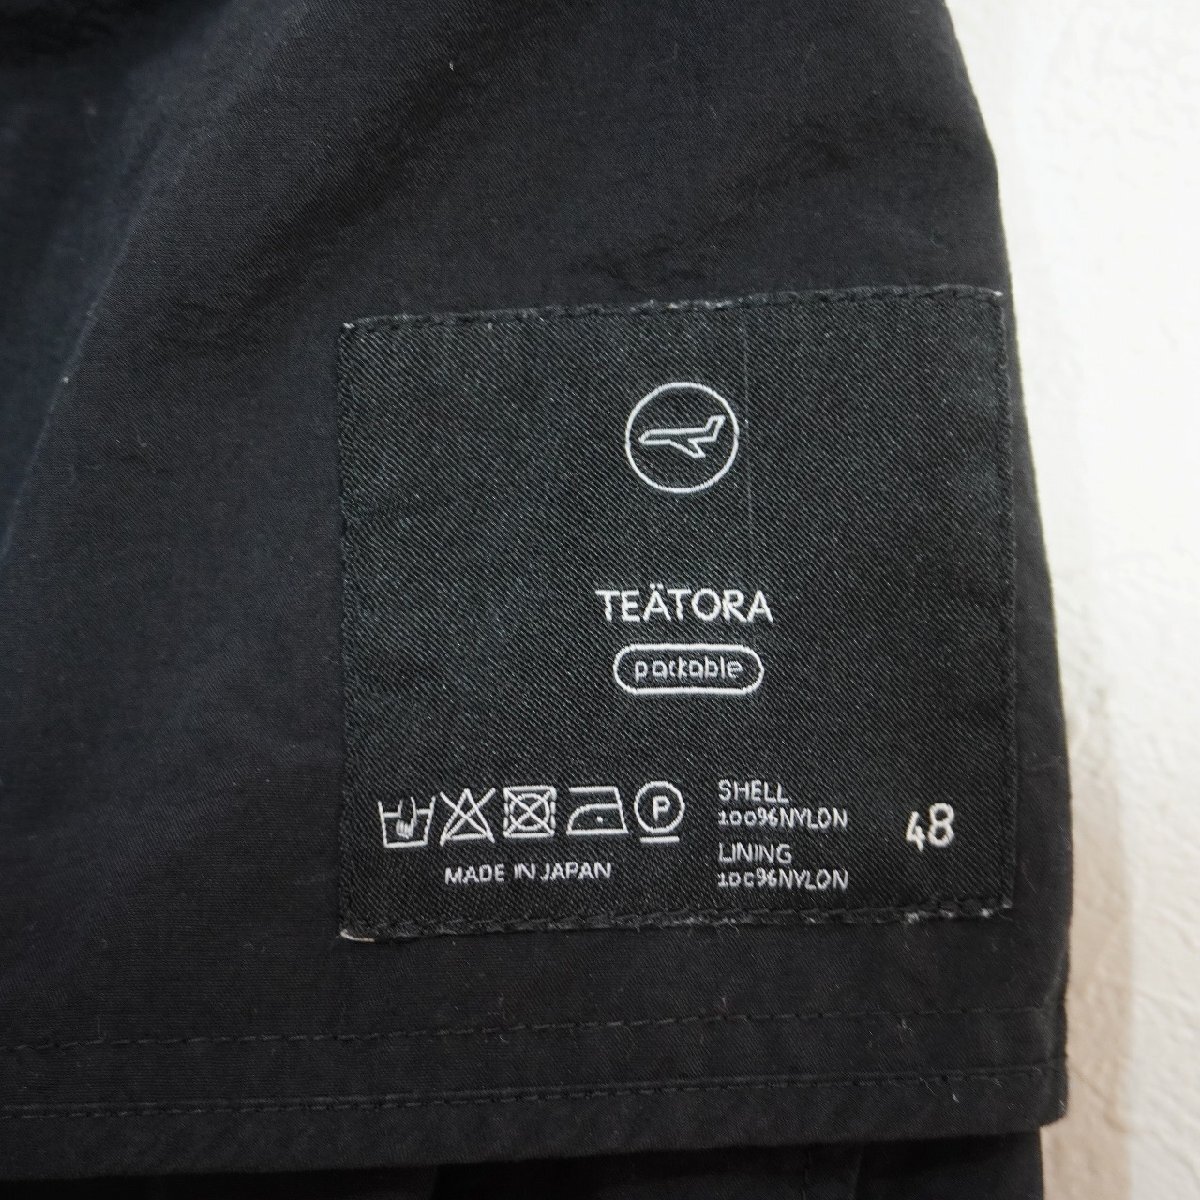 TEÄTORA
packable
P
MADE IN JAPAN
SHELL
100%NYLON
LINING
100%NYLON
48